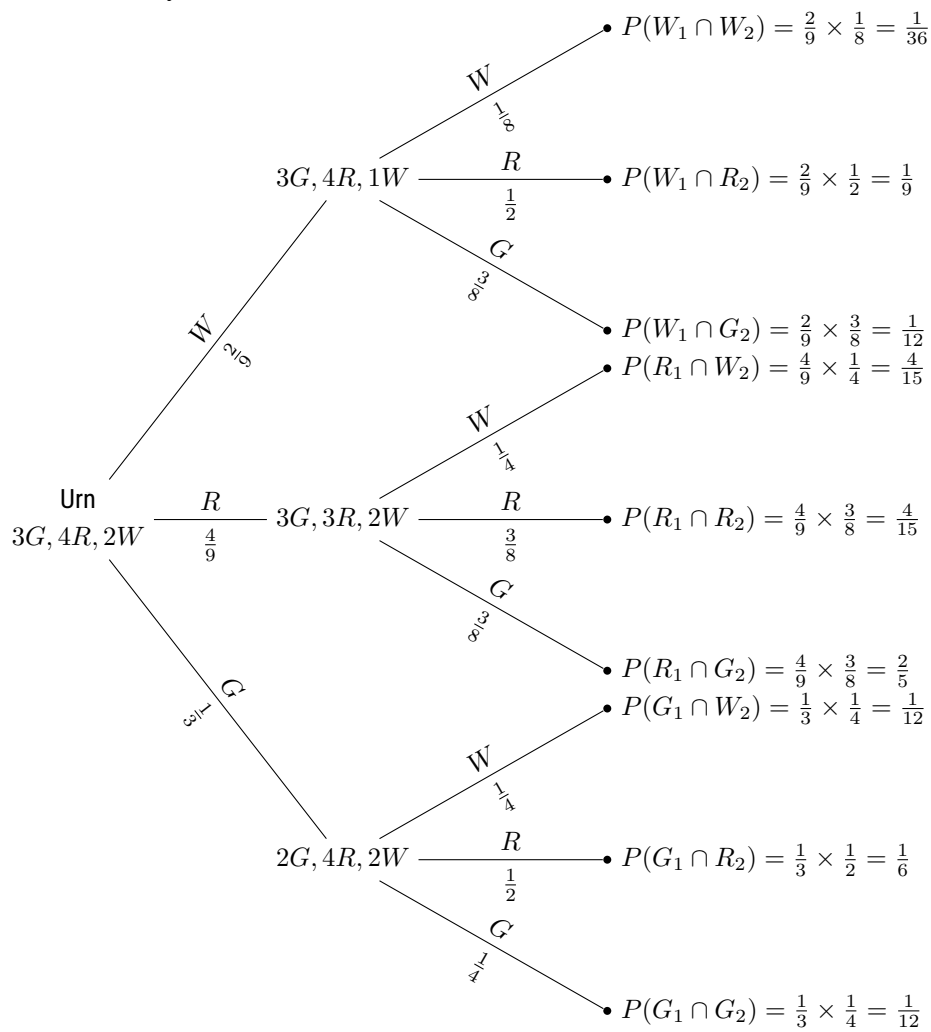 P(W₁ ∩ W₂) = 2/9 × 1/8 = 1/36
W
1/8
3G, 4R, 1W
R
1/2
P(W₁ ∩ R₂) = 2/9 × 1/2 = 1/9
G
3/8
P(W₁ ∩ G₂) = 2/9 × 3/8 = 1/12
W
2/9
P(R₁ ∩ W₂) = 4/9 × 1/4 = 4/15
W
1/4
Urn
3G, 4R, 2W
R
4/9
3G, 3R, 2W
R
3/8
P(R₁ ∩ R₂) = 4/9 × 3/8 = 4/15
G
3/8
P(R₁ ∩ G₂) = 4/9 × 3/8 = 2/5
G
1/3
P(G₁ ∩ W₂) = 1/3 × 1/4 = 1/12
W
1/4
2G, 4R, 2W
R
1/2
P(G₁ ∩ R₂) = 1/3 × 1/2 = 1/6
G
1/4
P(G₁ ∩ G₂) = 1/3 × 1/4 = 1/12